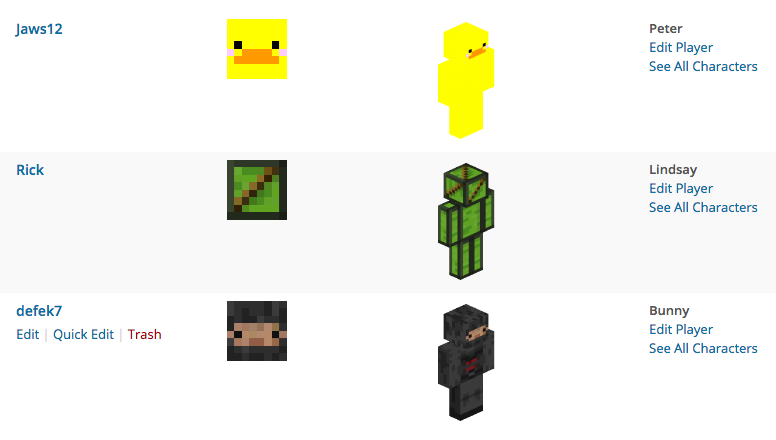 Jaws12
Peter
Edit Player
See All Characters
Rick
Lindsay
Edit Player
See All Characters
defek7
Edit | Quick Edit | Trash
Bunny
Edit Player
See All Characters